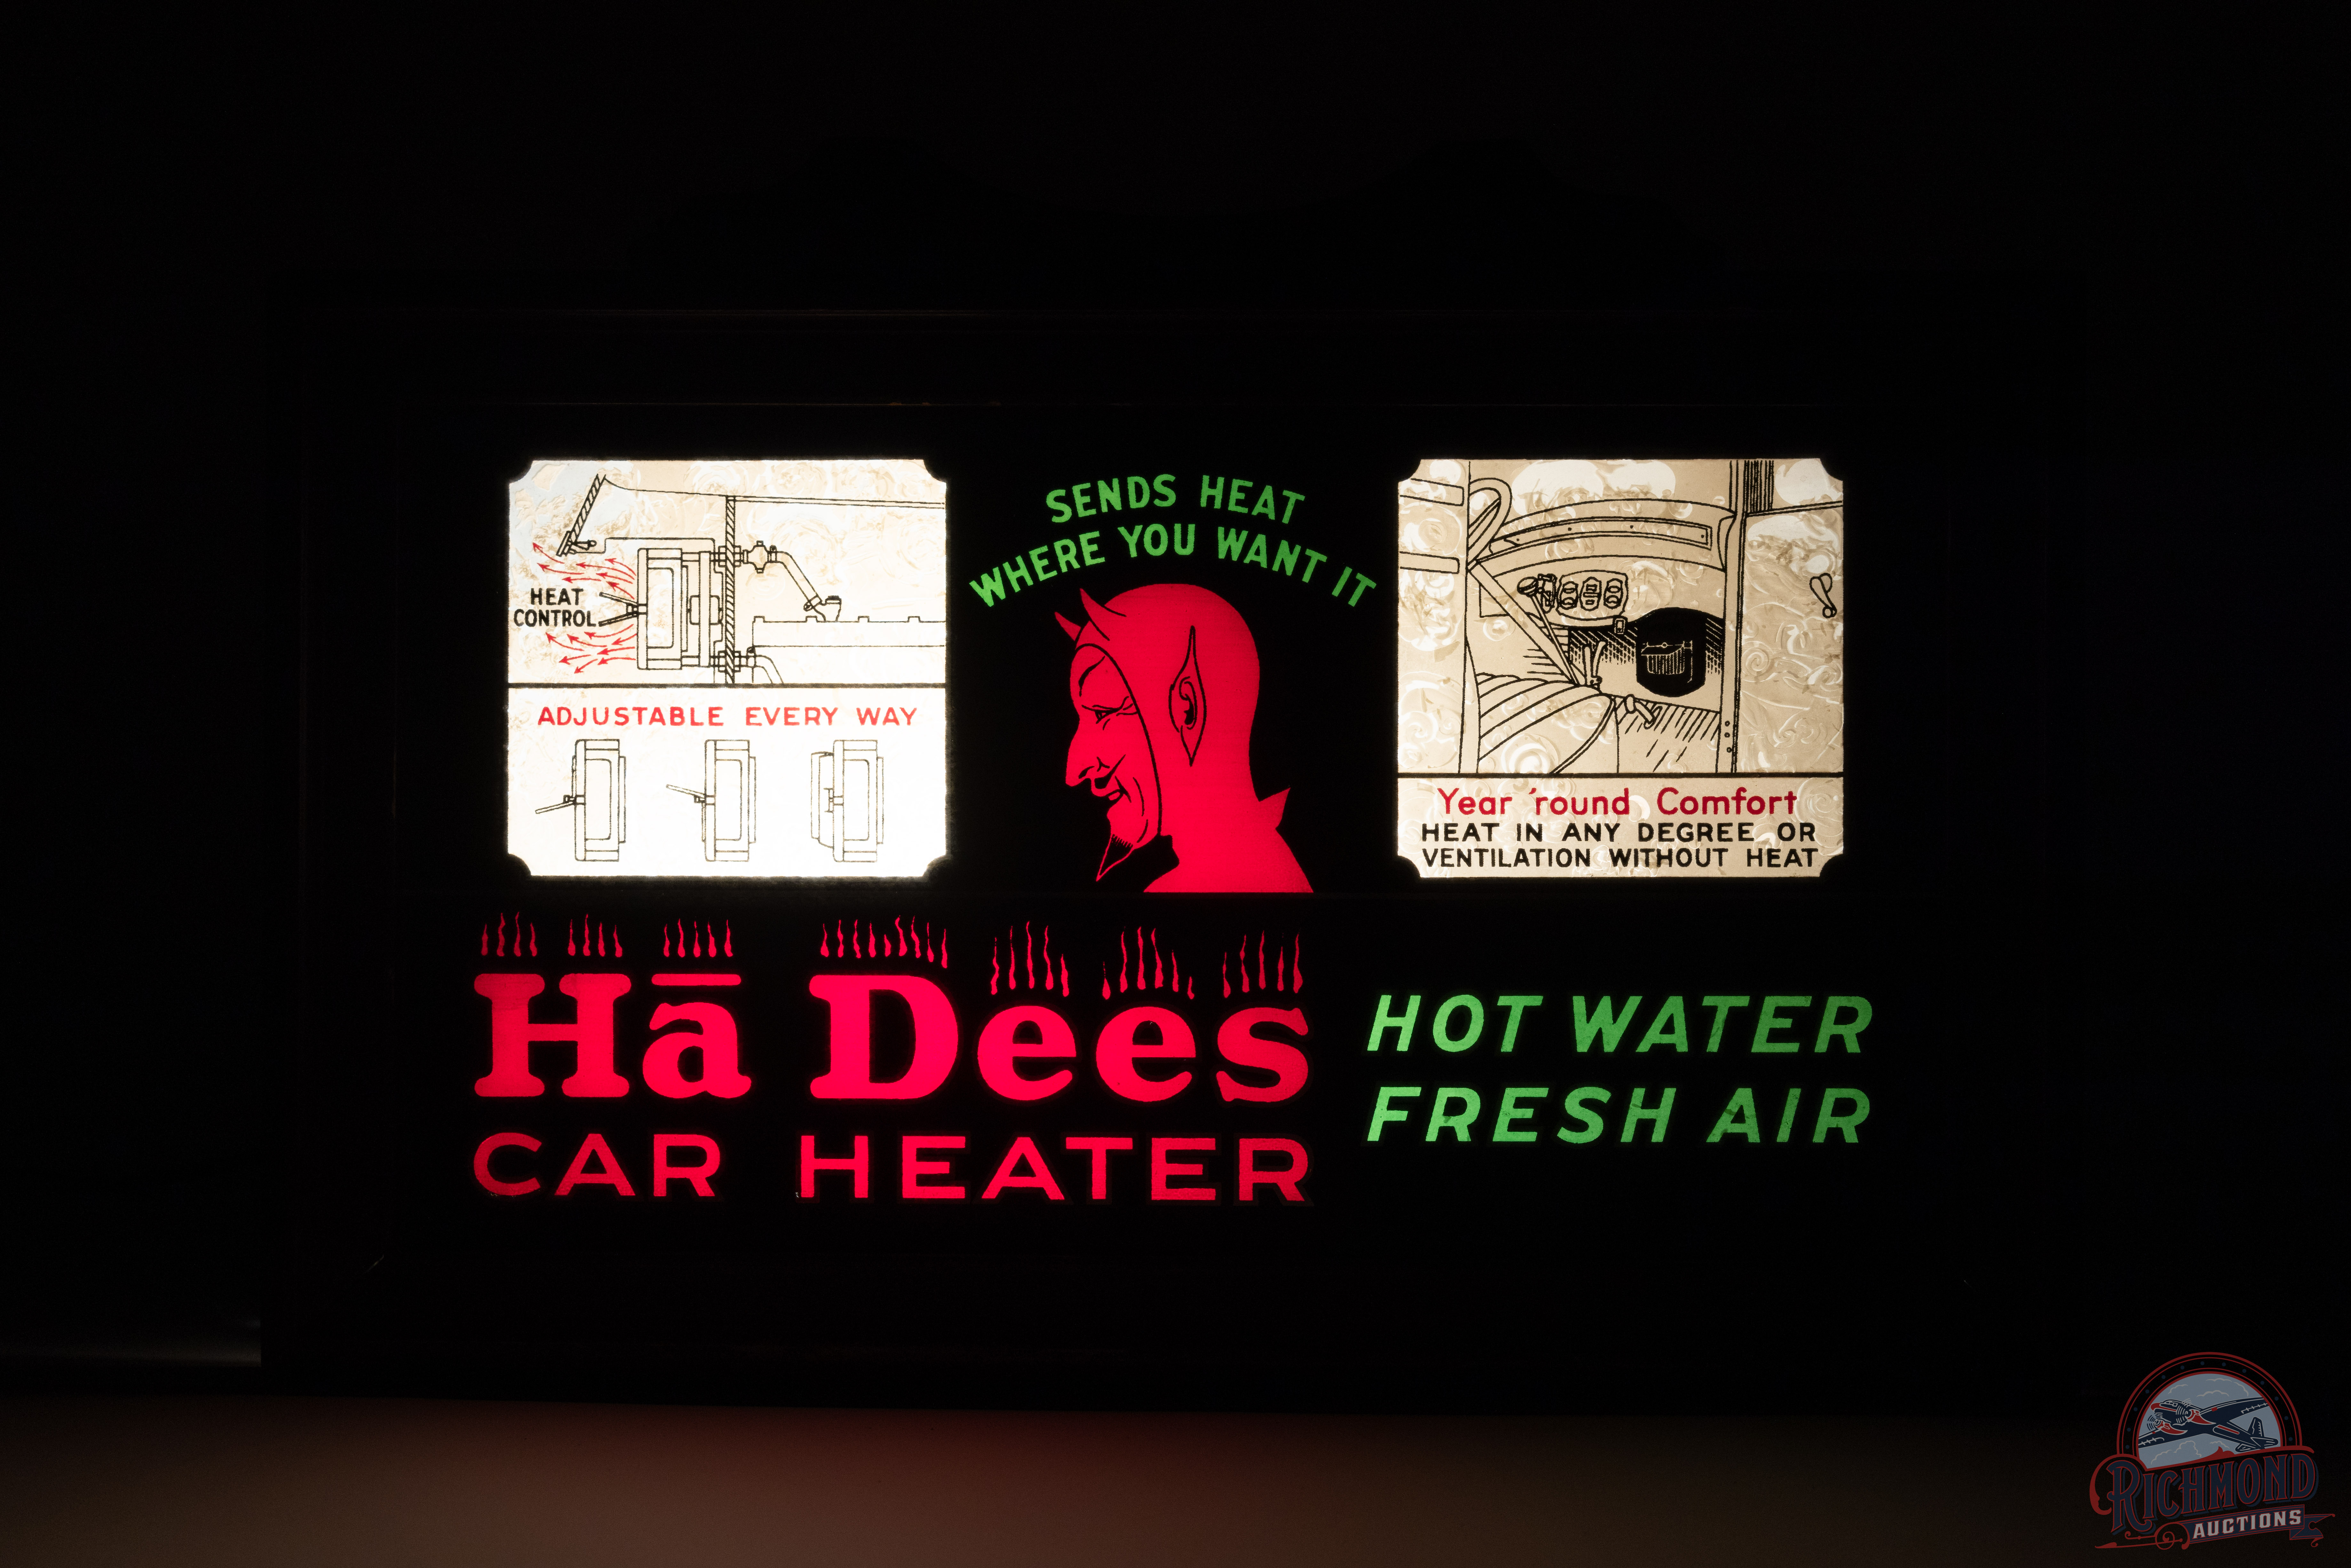 SENDS HEAT
WHERE YOU WANT IT
HEAT
CONTROL
ADJUSTABLE EVERY WAY
Year 'round Comfort
HEAT IN ANY DEGREE OR
VENTILATION WITHOUT HEAT
Hā Dees
CAR HEATER
HOT WATER
FRESH AIR
RICHMOND
AUCTIONS